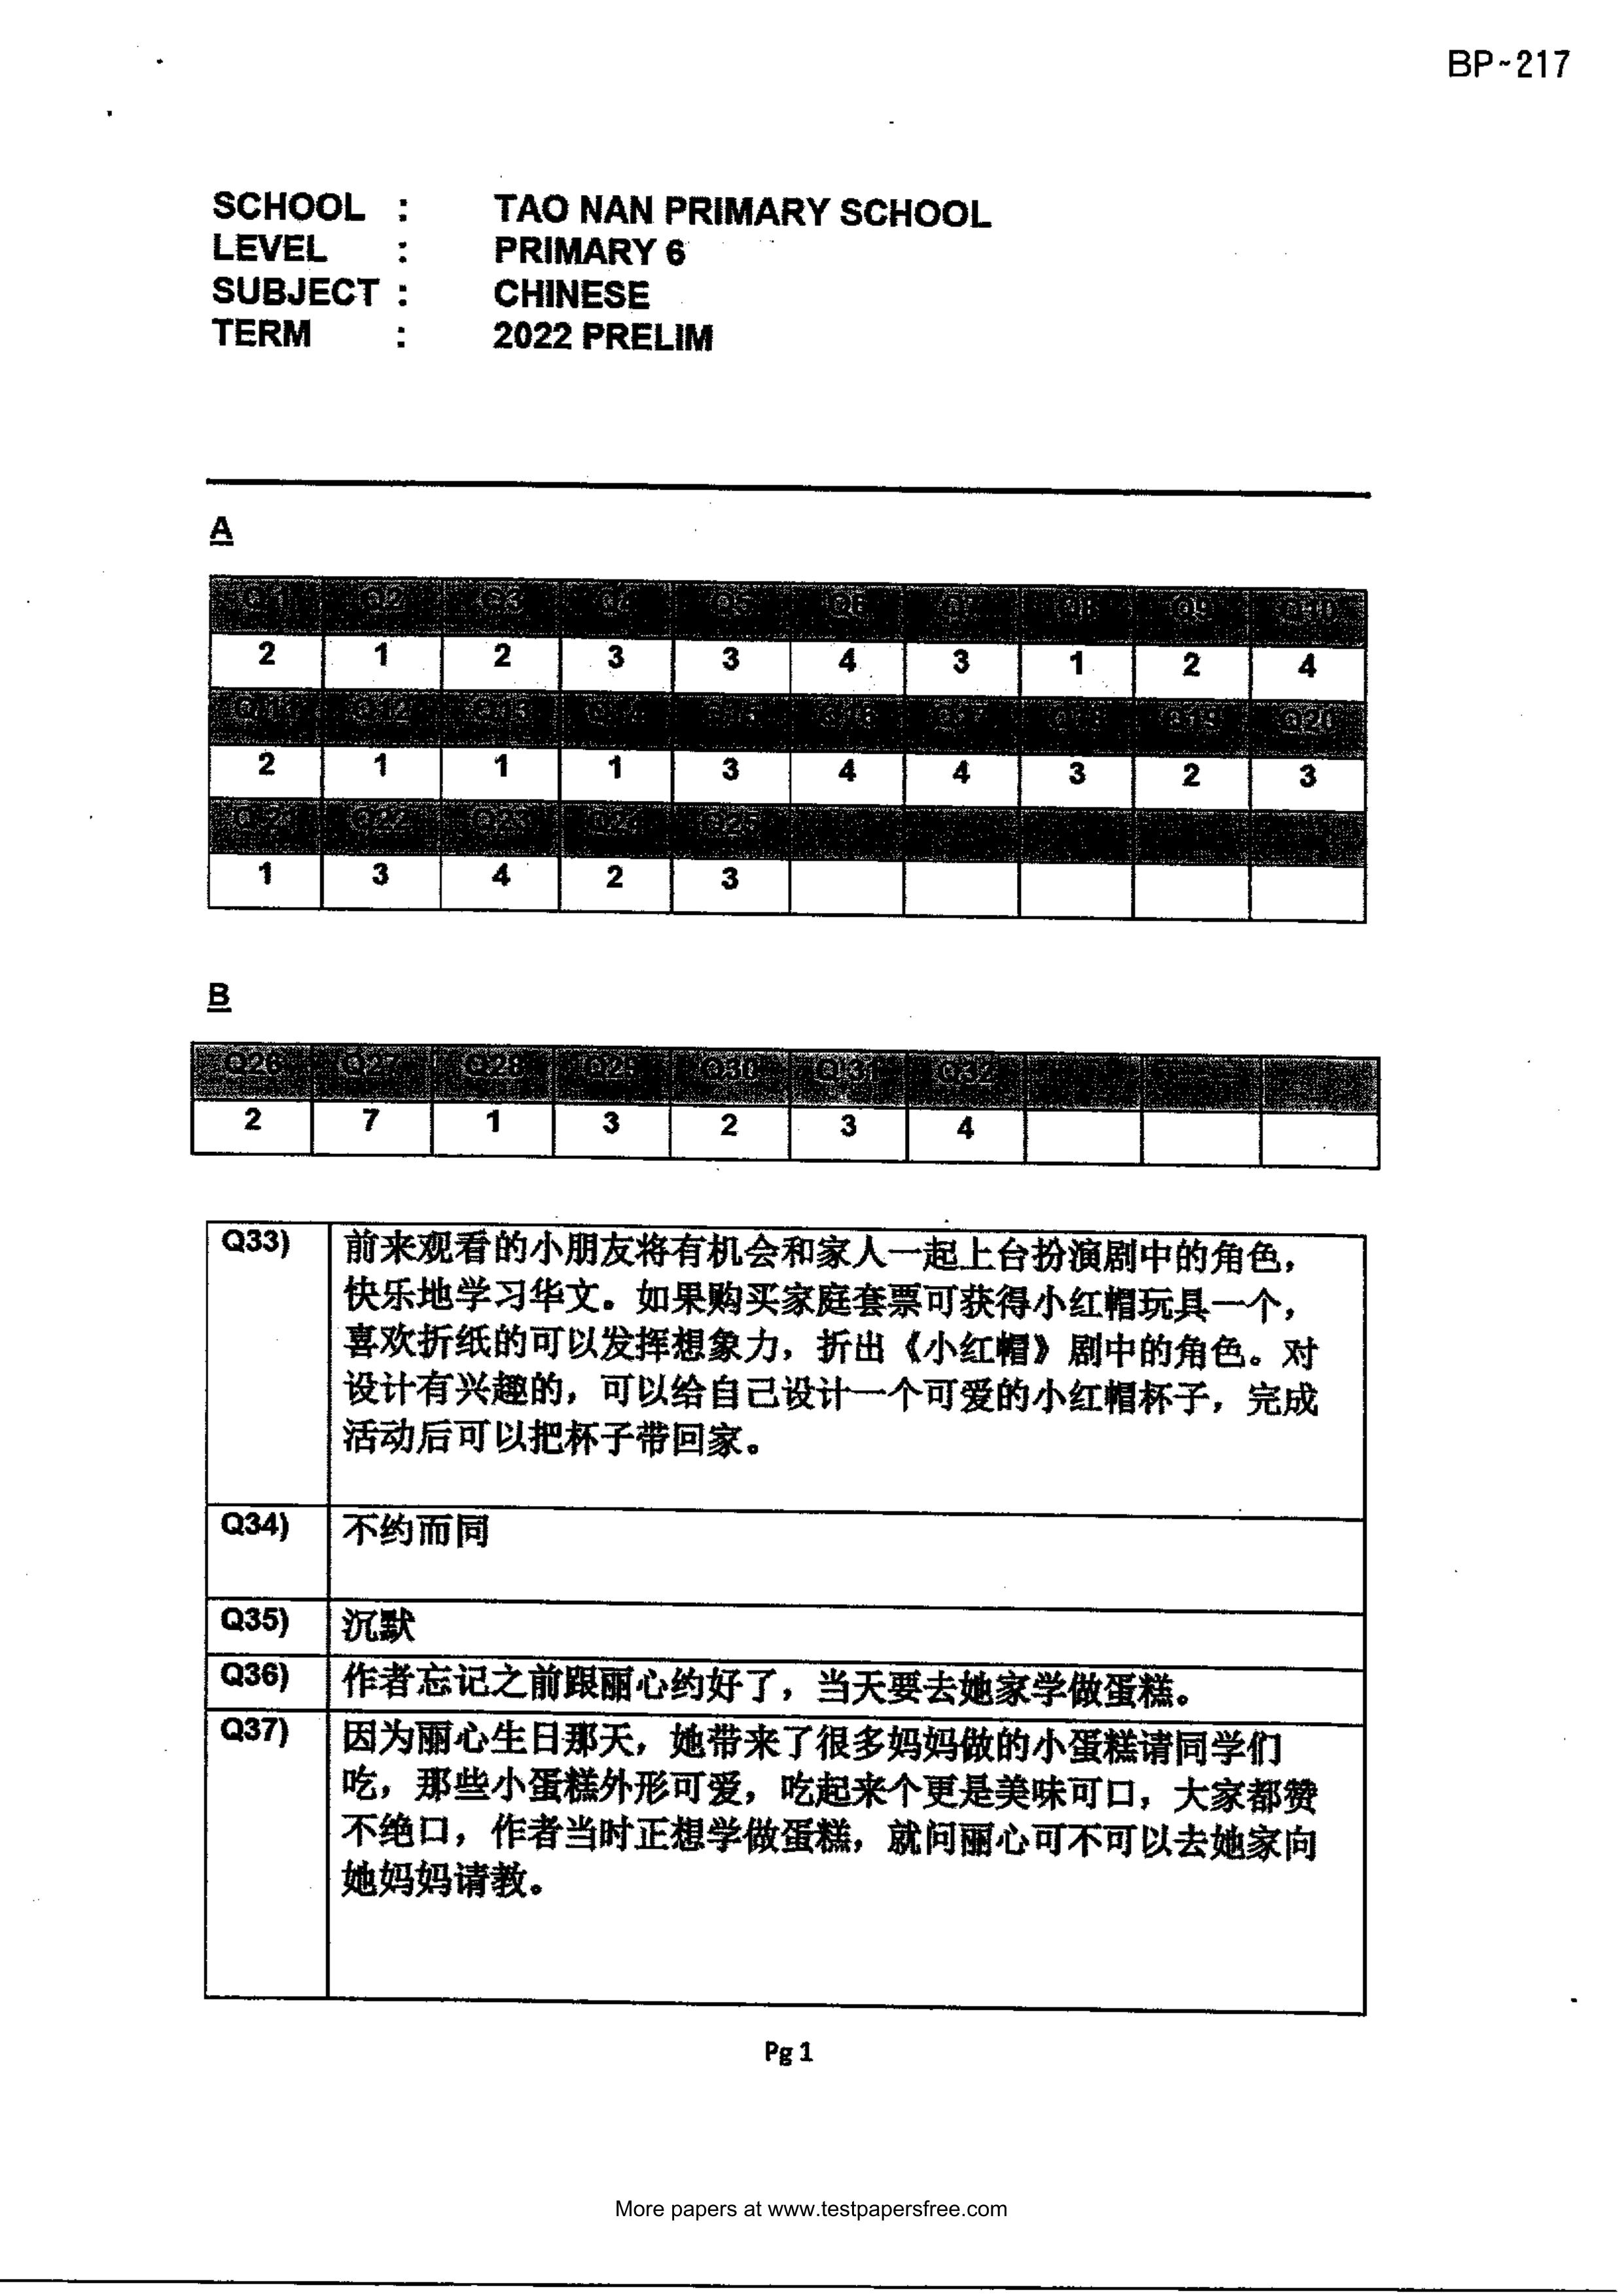 BP~217
SCHOOL : TAO NAN PRIMARY SCHOOL
LEVEL : PRIMARY 6
SUBJECT : CHINESE
TERM : 2022 PRELIM
A
Q1 Q2 Q3 Q4 Q5 Q6 Q7 Q8 Q9 Q10
2 1 2 3 3 4 3 1 2 4
Q11 Q12 Q13 Q14 Q15 Q16 Q17 Q18 Q19 Q20
2 1 1 1 3 4 4 3 2 3
Q21 Q22 Q23 Q24 Q25
1 3 4 2 3
B
Q26 Q27 Q28 Q29 Q30 Q31 Q32
2 7 1 3 2 3 4
Q33) 前来观看的小朋友将有机会和家人一起上台扮演剧中的角色，
快乐地学习华文。如果购买家庭套票可获得小红帽玩具一个，
喜欢折纸的可以发挥想象力，折出《小红帽》剧中的角色。对
设计有兴趣的，可以给自己设计一个可爱的小红帽杯子，完成
活动后可以把杯子带回家。
Q34) 不约而同
Q35) 沉默
Q36) 作者忘记之前跟丽心约好了，当天要去她家学做蛋糕。
Q37) 因为丽心生日那天，她带来了很多妈妈做的小蛋糕请同学们
吃，那些小蛋糕外形可爱，吃起来个更是美味可口，大家都赞
不绝口，作者当时正想学做蛋糕，就问丽心可不可以去她家向
她妈妈请教。
Pg 1
More papers at www.testpapersfree.com